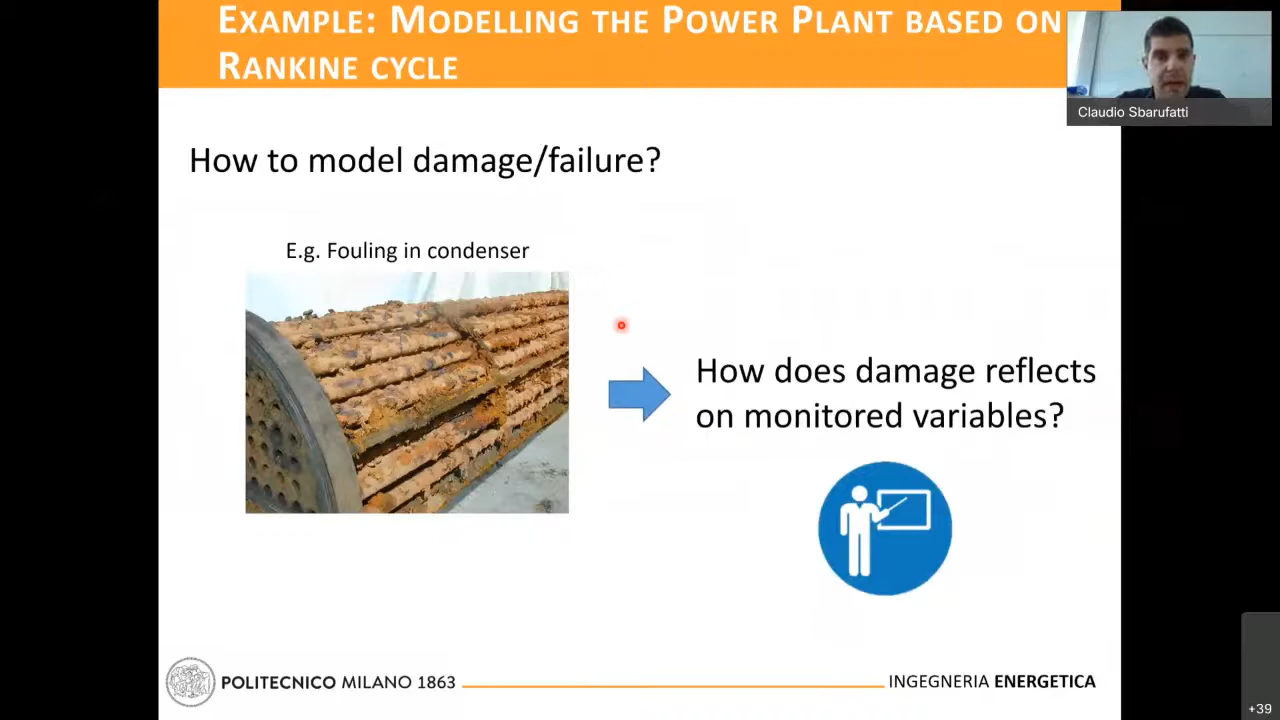 EXAMPLE: MODELLING THE POWER PLANT BASED ON
RANKINE CYCLE
Claudio Sbarufatti
How to model damage/failure?
E.g. Fouling in condenser
How does damage reflects
on monitored variables?
POLITECNICO MILANO 1863
INGEGNERIA ENERGETICA
+39